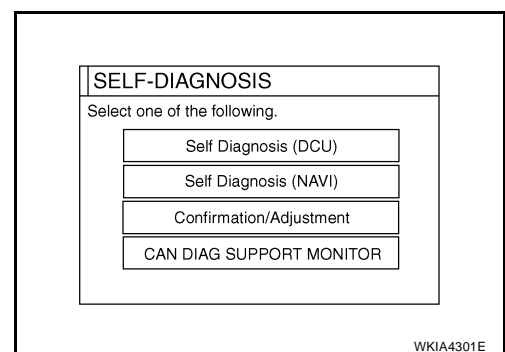 SELF-DIAGNOSIS
Select one of the following.
Self Diagnosis (DCU)
Self Diagnosis (NAVI)
Confirmation/Adjustment
CAN DIAG SUPPORT MONITOR
WKIA4301E